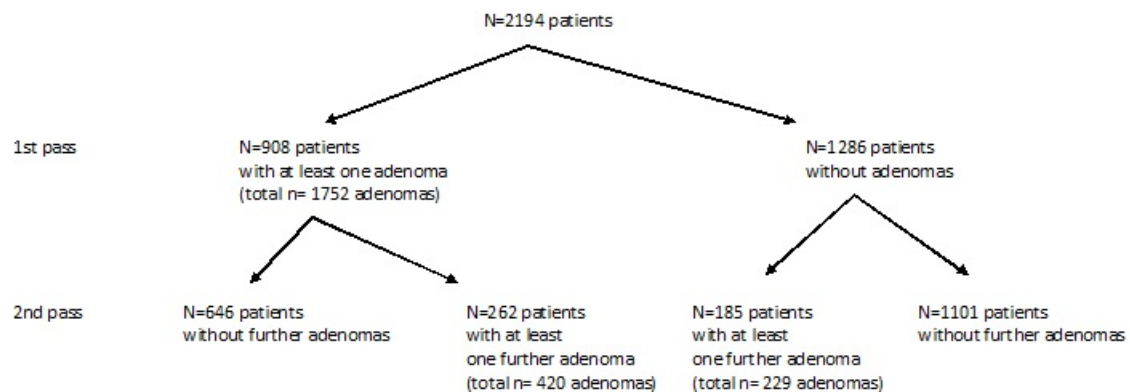 N=2194 patients
1st pass
N=908 patients
with at least one adenoma
(total n= 1752 adenomas)
N=1286 patients
without adenomas
2nd pass
N=646 patients
without further adenomas
N=262 patients
with at least
one further adenoma
(total n= 420 adenomas)
N=185 patients
with at least
one further adenoma
(total n= 229 adenomas)
N=1101 patients
without further adenomas